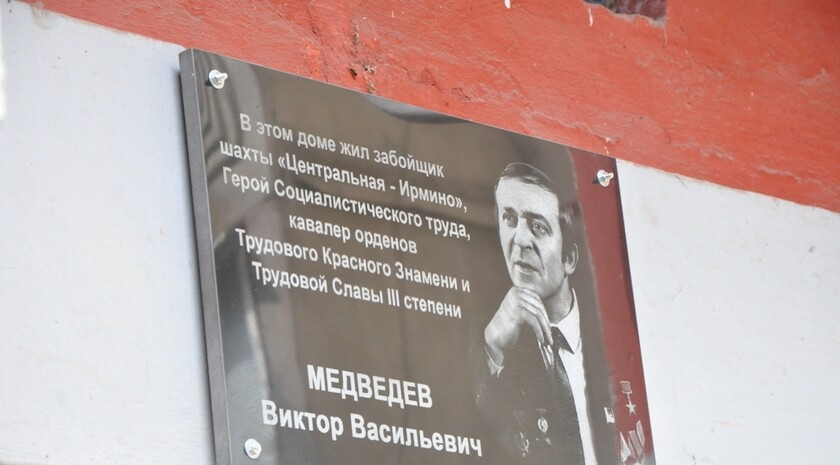 В этом доме жил забойщик
шахты «Центральная - Ирмино»,
Герой Социалистического труда,
кавалер орденов
Трудового Красного Знамени и
Трудовой Славы III степени
МЕДВЕДЕВ
Виктор Васильевич